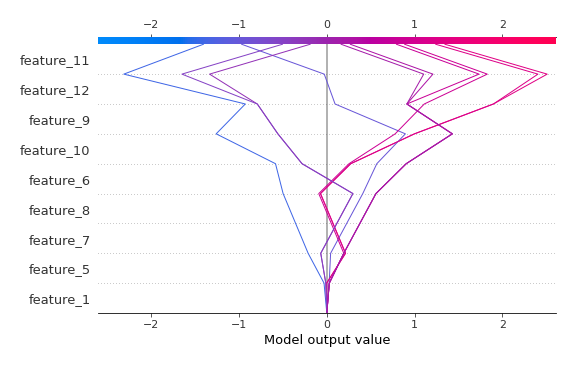 −2 −1 0 1 2
feature_11
feature_12
feature_9
feature_10
feature_6
feature_8
feature_7
feature_5
feature_1
−2 −1 0 1 2
Model output value